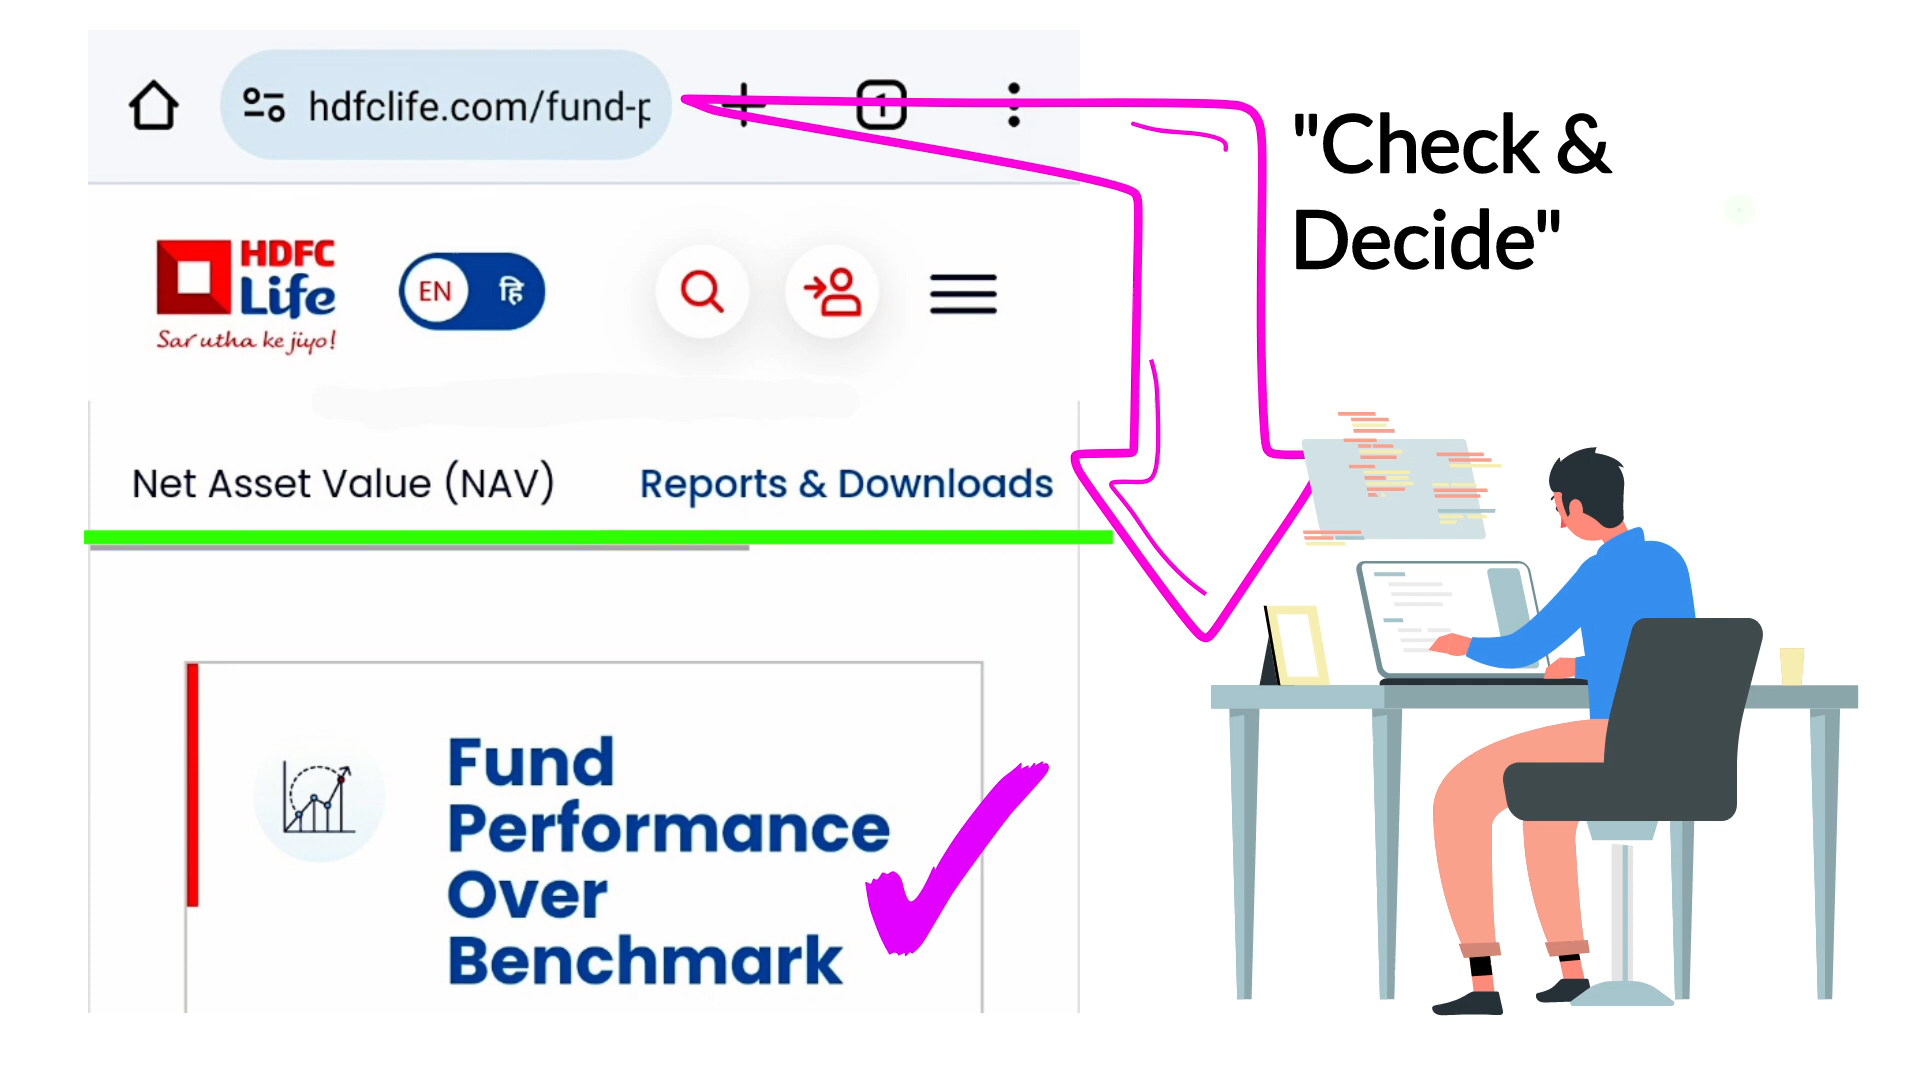 hdfclife.com/fund-p
1
"Check &
Decide"
HDFC
Life
Sar utha ke jiyo!
EN हि
Net Asset Value (NAV) Reports & Downloads
Fund
Performance
Over
Benchmark